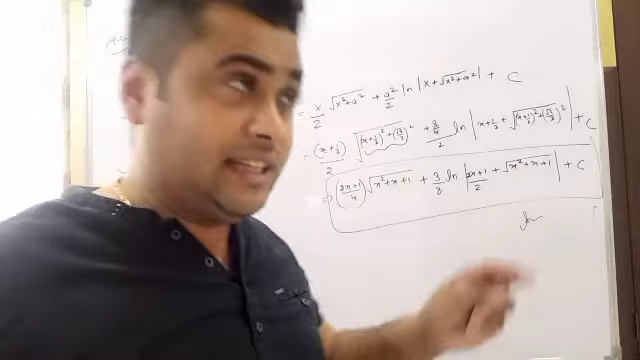 = x/2 √x²+a² + a²/2 ln |x+√x²+a²| + C
= (x+½)/2 √(x+½)²+(√3/2)² + 3/4/2 ln |x+½+√(x+½)²+(√3/2)²| + C
=> (2x+1/4) √x²+x+1 + 3/8 ln |2x+1/2 + √x²+x+1| + C